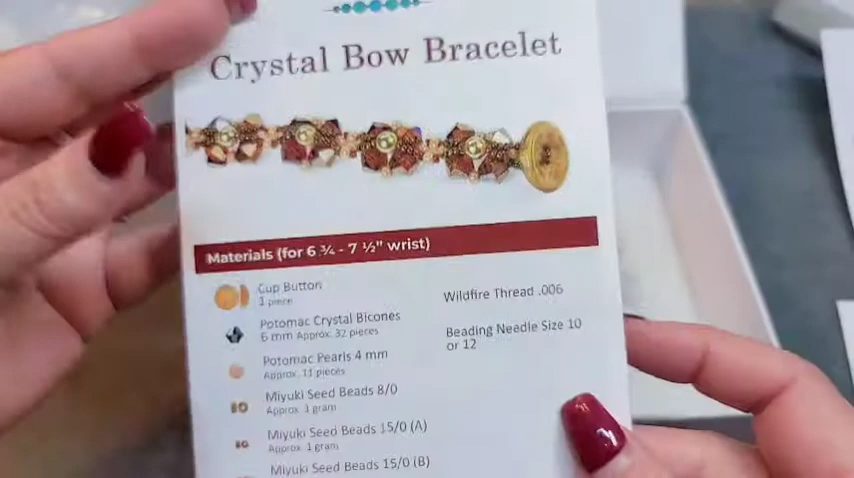 Crystal Bow Bracelet
Materials (for 6 ¾ - 7 ½" wrist)
Cup Button
1 piece
Potomac Crystal Bicones
6 mm Approx. 32 pieces
Potomac Pearls 4 mm
Approx. 11 pieces
Miyuki Seed Beads 8/0
Approx. 1 gram
Miyuki Seed Beads 15/0 (A)
Approx. 1 gram
Miyuki Seed Beads 15/0 (B)
Wildfire Thread .006
Beading Needle Size 10
or 12